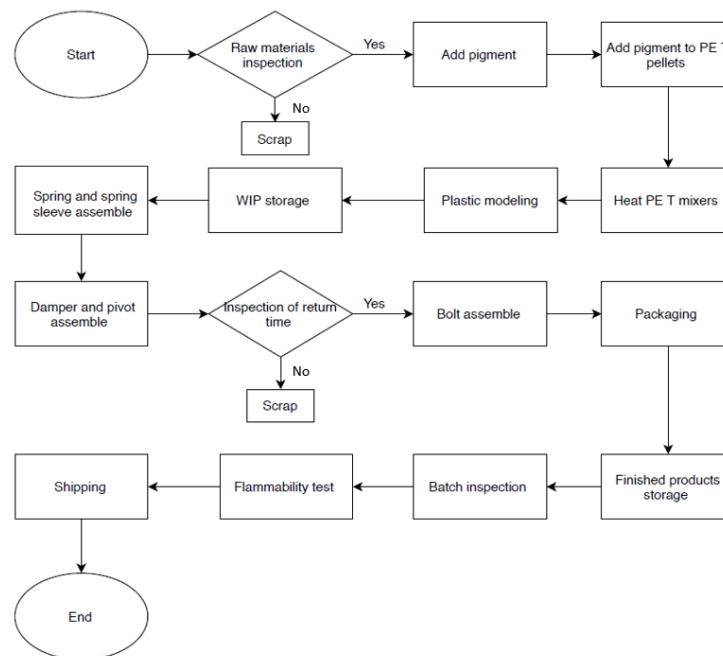 Start
Raw materials
inspection
Yes
Add pigment
Add pigment to PE T
pellets
No
Scrap
Spring and spring
sleeve assemble
WIP storage
Plastic modeling
Heat PE T mixers
Damper and pivot
assemble
Inspection of return
time
Yes
Bolt assemble
Packaging
No
Scrap
Shipping
Flammability test
Batch inspection
Finished products
storage
End